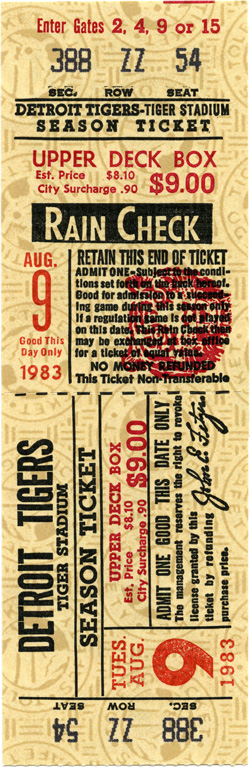 Enter Gates 2, 4, 9 or 15
388 ZZ 54
SEC. ROW SEAT
DETROIT TIGERS-TIGER STADIUM
SEASON TICKET
UPPER DECK BOX
Est. Price $8.10
City Surcharge .90
$9.00
RAIN CHECK
AUG.
9
Good This
Day Only
1983
RETAIN THIS END OF TICKET
ADMIT ONE—Subject to the condi-
tions set forth on the back hereof.
Good for admission to a succeed-
ing game during this season only
if a regulation game is not played
on this date. This Rain Check then
may be exchanged at box office
for a ticket of equal value.
NO MONEY REFUNDED
This Ticket Non-Transferable
DETROIT TIGERS
TIGER STADIUM
SEASON TICKET
UPPER DECK BOX
Est. Price $8.10
City Surcharge .90
$9.00
ADMIT ONE GOOD THIS DATE ONLY
The management reserves the right to revoke
license granted by this
ticket by refunding
purchase price.
John E. Fetzer
TUES.
AUG.
9
1983
SEC. ROW SEAT
388 ZZ 54